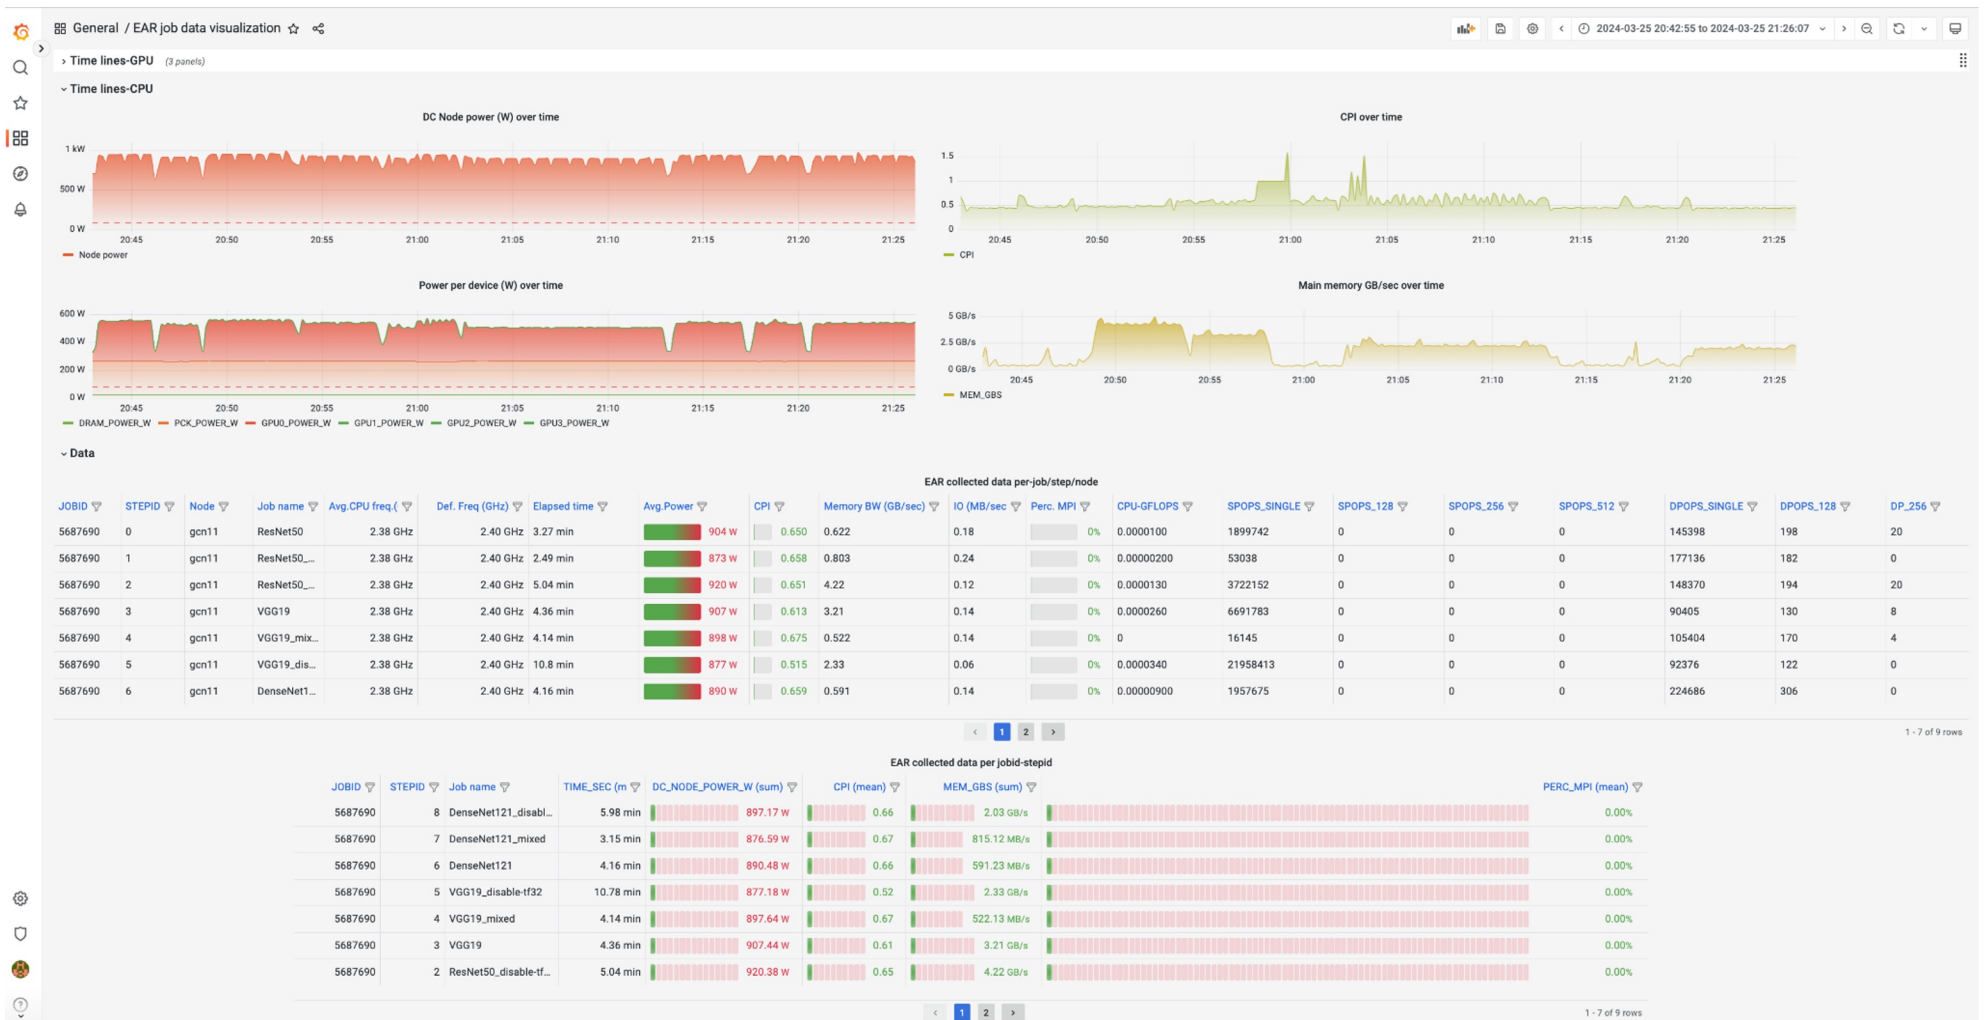 General / EAR job data visualization
2024-03-25 20:42:55 to 2024-03-25 21:26:07
Time lines-GPU (3 panels)
Time lines-CPU
DC Node power (W) over time
1 kW
500 W
0 W
20:45 20:50 20:55 21:00 21:05 21:10 21:15 21:20 21:25
Node power
CPI over time
1.5
1
0.5
0
20:45 20:50 20:55 21:00 21:05 21:10 21:15 21:20 21:25
CPI
Power per device (W) over time
600 W
400 W
200 W
0 W
20:45 20:50 20:55 21:00 21:05 21:10 21:15 21:20 21:25
DRAM_POWER_W PCK_POWER_W GPU0_POWER_W GPU1_POWER_W GPU2_POWER_W GPU3_POWER_W
Main memory GB/sec over time
5 GB/s
2.5 GB/s
0 GB/s
20:45 20:50 20:55 21:00 21:05 21:10 21:15 21:20 21:25
MEM_GBS
Data
EAR collected data per-job/step/node
JOBID STEPID Node Job name Avg.CPU freq.( Def. Freq (GHz) Elapsed time Avg.Power CPI Memory BW (GB/sec) IO (MB/sec Perc. MPI CPU-GFLOPS SPOPS_SINGLE SPOPS_128 SPOPS_256 SPOPS_512 DPOPS_SINGLE DPOPS_128 DP_256
5687690 0 gcn11 ResNet50 2.38 GHz 2.40 GHz 3.27 min 904 W 0.650 0.622 0.18 0% 0.0000100 1899742 0 0 0 145398 198 20
5687690 1 gcn11 ResNet50_... 2.38 GHz 2.40 GHz 2.49 min 873 W 0.658 0.803 0.24 0% 0.00000200 53038 0 0 0 177136 182 0
5687690 2 gcn11 ResNet50_... 2.38 GHz 2.40 GHz 5.04 min 920 W 0.651 4.22 0.12 0% 0.0000130 3722152 0 0 0 148370 194 20
5687690 3 gcn11 VGG19 2.38 GHz 2.40 GHz 4.36 min 907 W 0.613 3.21 0.14 0% 0.0000260 6691783 0 0 0 90405 130 8
5687690 4 gcn11 VGG19_mix... 2.38 GHz 2.40 GHz 4.14 min 898 W 0.675 0.522 0.14 0% 0 16145 0 0 0 105404 170 4
5687690 5 gcn11 VGG19_dis... 2.38 GHz 2.40 GHz 10.8 min 877 W 0.515 2.33 0.06 0% 0.0000340 21958413 0 0 0 92376 122 0
5687690 6 gcn11 DenseNet1... 2.38 GHz 2.40 GHz 4.16 min 890 W 0.659 0.591 0.14 0% 0.00000900 1957675 0 0 0 224686 306 0
1 2
1 - 7 of 9 rows
EAR collected data per jobid-stepid
JOBID STEPID Job name TIME_SEC (m DC_NODE_POWER_W (sum) CPI (mean) MEM_GBS (sum) PERC_MPI (mean)
5687690 8 DenseNet121_disabl... 5.98 min 897.17 W 0.66 2.03 GB/s 0.00%
5687690 7 DenseNet121_mixed 3.15 min 876.59 W 0.67 815.12 MB/s 0.00%
5687690 6 DenseNet121 4.16 min 890.48 W 0.66 591.23 MB/s 0.00%
5687690 5 VGG19_disable-tf32 10.78 min 877.18 W 0.52 2.33 GB/s 0.00%
5687690 4 VGG19_mixed 4.14 min 897.64 W 0.67 522.13 MB/s 0.00%
5687690 3 VGG19 4.36 min 907.44 W 0.61 3.21 GB/s 0.00%
5687690 2 ResNet50_disable-tf... 5.04 min 920.38 W 0.65 4.22 GB/s 0.00%
1 2
1 - 7 of 9 rows